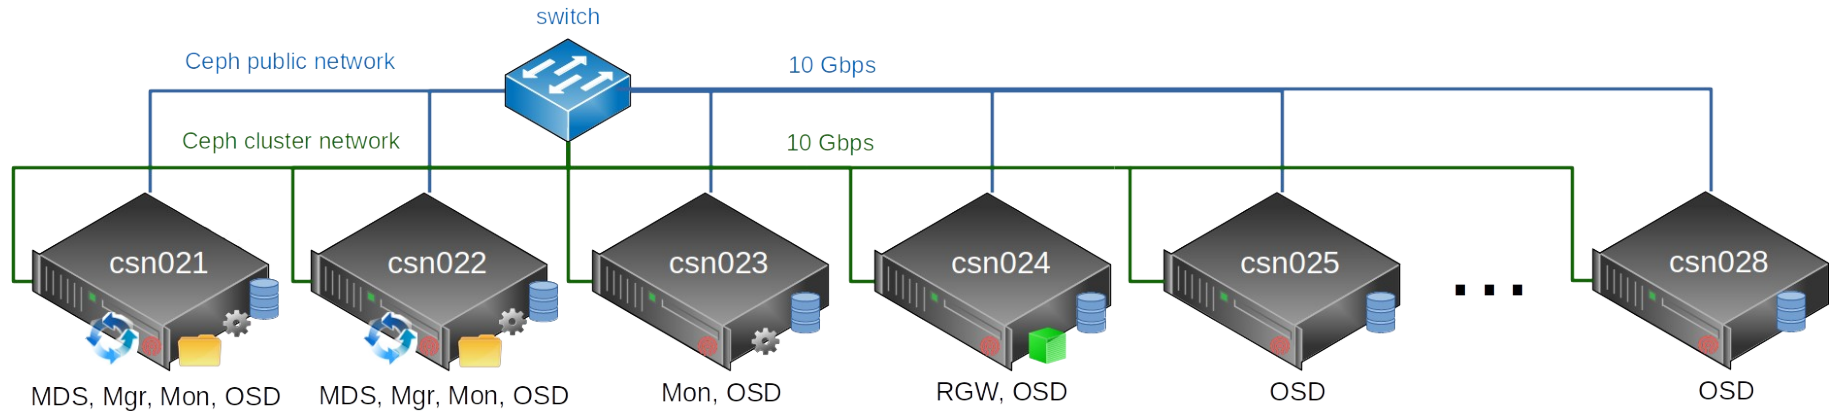 switch
Ceph public network
10 Gbps
Ceph cluster network
10 Gbps
csn021
csn022
csn023
csn024
csn025
...
csn028
MDS, Mgr, Mon, OSD
MDS, Mgr, Mon, OSD
Mon, OSD
RGW, OSD
OSD
OSD